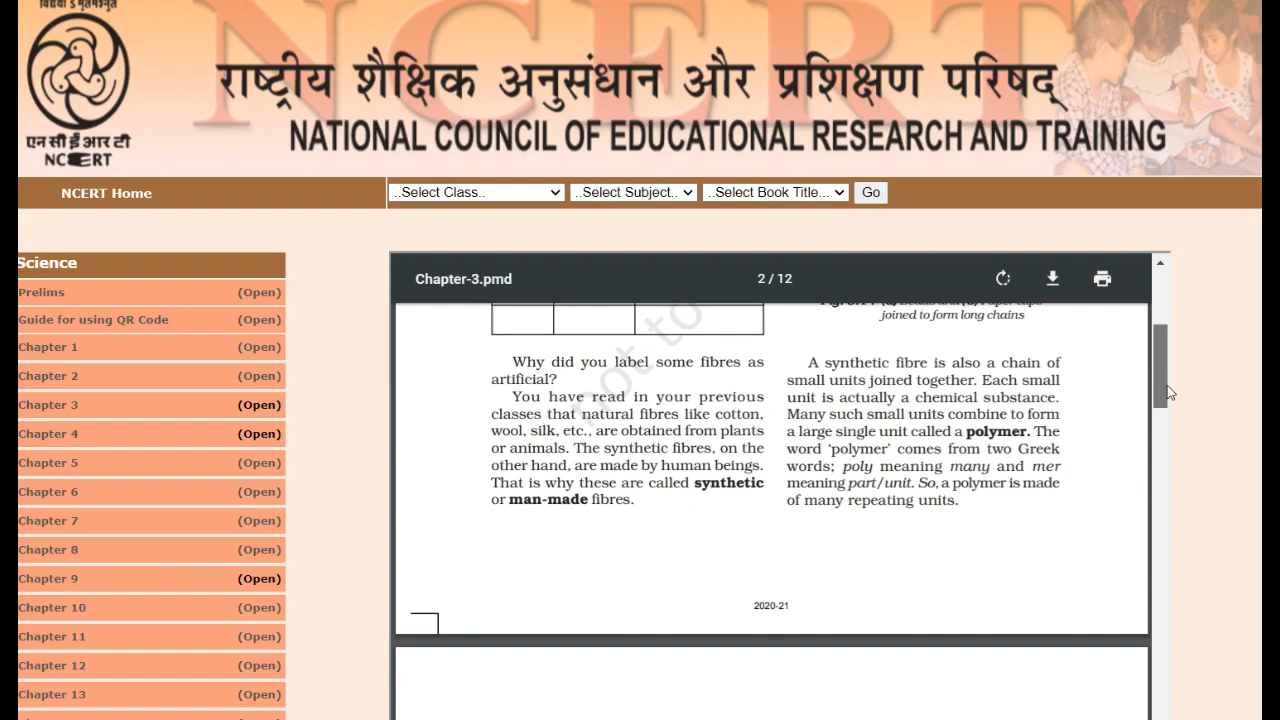 विद्यया ऽ मृतमश्नुते
NCERT
राष्ट्रीय शैक्षिक अनुसंधान और प्रशिक्षण परिषद्
NATIONAL COUNCIL OF EDUCATIONAL RESEARCH AND TRAINING
एन सी ई आर टी
NCERT
NCERT Home
..Select Class..
..Select Subject..
..Select Book Title...
Go
Science
Prelims (Open)
Guide for using QR Code (Open)
Chapter 1 (Open)
Chapter 2 (Open)
Chapter 3 (Open)
Chapter 4 (Open)
Chapter 5 (Open)
Chapter 6 (Open)
Chapter 7 (Open)
Chapter 8 (Open)
Chapter 9 (Open)
Chapter 10 (Open)
Chapter 11 (Open)
Chapter 12 (Open)
Chapter 13 (Open)
Chapter-3.pmd
2 / 12
not to
Why did you label some fibres as
artificial?
You have read in your previous
classes that natural fibres like cotton,
wool, silk, etc., are obtained from plants
or animals. The synthetic fibres, on the
other hand, are made by human beings.
That is why these are called synthetic
or man-made fibres.
joined to form long chains
A synthetic fibre is also a chain of
small units joined together. Each small
unit is actually a chemical substance.
Many such small units combine to form
a large single unit called a polymer. The
word ‘polymer’ comes from two Greek
words; poly meaning many and mer
meaning part/unit. So, a polymer is made
of many repeating units.
2020-21